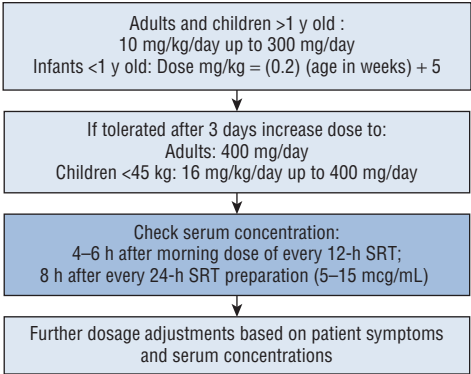 Adults and children >1 y old :
10 mg/kg/day up to 300 mg/day
Infants <1 y old: Dose mg/kg = (0.2) (age in weeks) + 5
If tolerated after 3 days increase dose to:
Adults: 400 mg/day
Children <45 kg: 16 mg/kg/day up to 400 mg/day
Check serum concentration:
4–6 h after morning dose of every 12-h SRT;
8 h after every 24-h SRT preparation (5–15 mcg/mL)
Further dosage adjustments based on patient symptoms
and serum concentrations